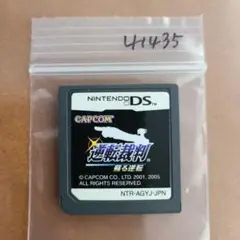 41435
NINTENDO DS
CAPCOM
逆転裁判
蘇る逆転
© CAPCOM CO., LTD. 2001, 2005
ALL RIGHTS RESERVED.
NTR-AGYJ-JPN